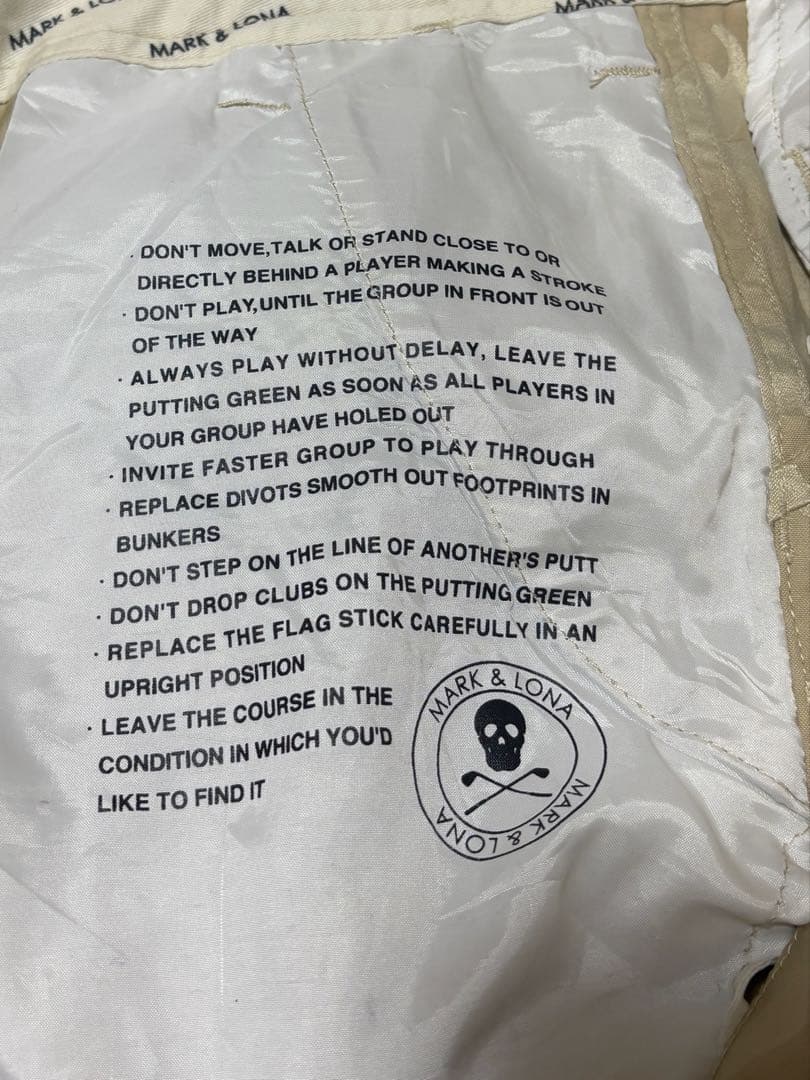 MARK &
MARK & LONA
MARK
· DON'T MOVE,TALK OR STAND CLOSE TO OR
DIRECTLY BEHIND A PLAYER MAKING A STROKE
· DON'T PLAY,UNTIL THE GROUP IN FRONT IS OUT
OF THE WAY
· ALWAYS PLAY WITHOUT DELAY, LEAVE THE
PUTTING GREEN AS SOON AS ALL PLAYERS IN
YOUR GROUP HAVE HOLED OUT
· INVITE FASTER GROUP TO PLAY THROUGH
· REPLACE DIVOTS SMOOTH OUT FOOTPRINTS IN
BUNKERS
· DON'T STEP ON THE LINE OF ANOTHER'S PUTT
· DON'T DROP CLUBS ON THE PUTTING GREEN
· REPLACE THE FLAG STICK CAREFULLY IN AN
UPRIGHT POSITION
· LEAVE THE COURSE IN THE
CONDITION IN WHICH YOU'D
LIKE TO FIND IT
MARK & LONA
MARK & LONA